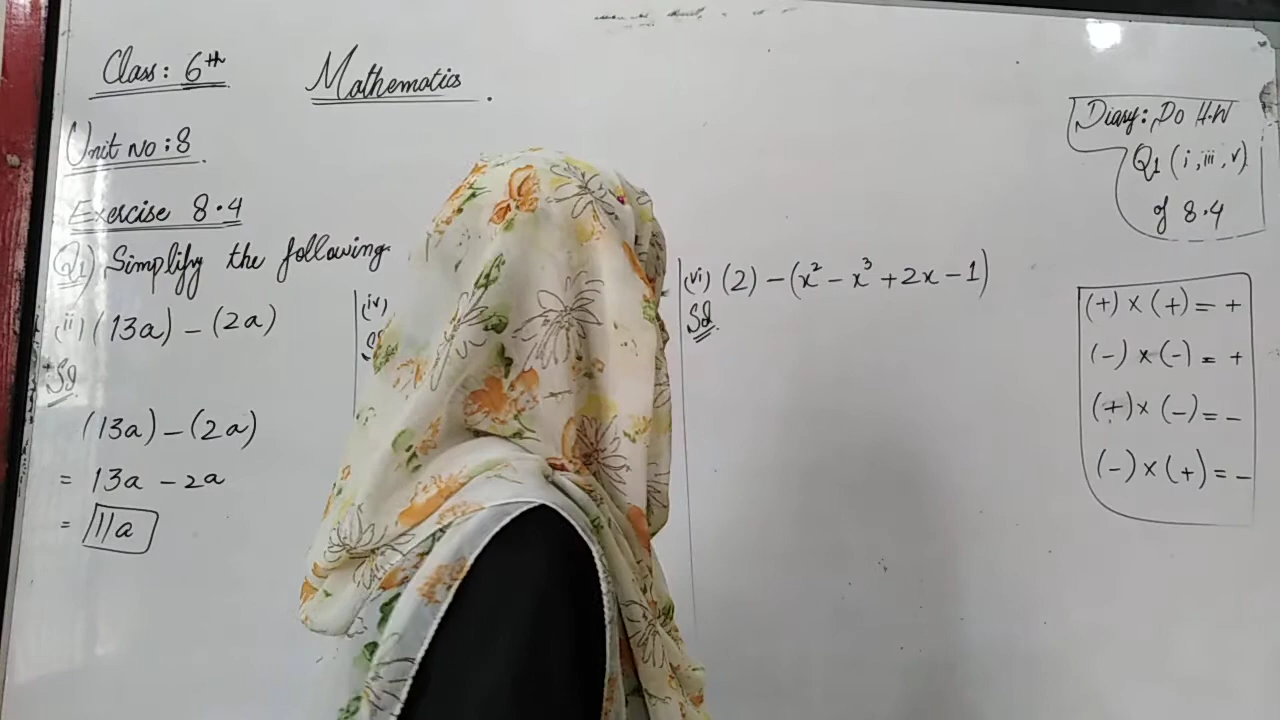 Class: 6th
Mathematics.
Unit no: 8.
Exercise 8.4
Q1) Simplify the following
(ii) (13a) - (2a)
Sol.
(13a) - (2a)
= 13a - 2a
= 11a
(iv)
(vi) (2) - (x² - x³ + 2x - 1)
Sol.
Diary: Do H.W
Q1 (i, iii, v)
of 8.4
(+) × (+) = +
(-) × (-) = +
(+) × (-) = -
(-) × (+) = -